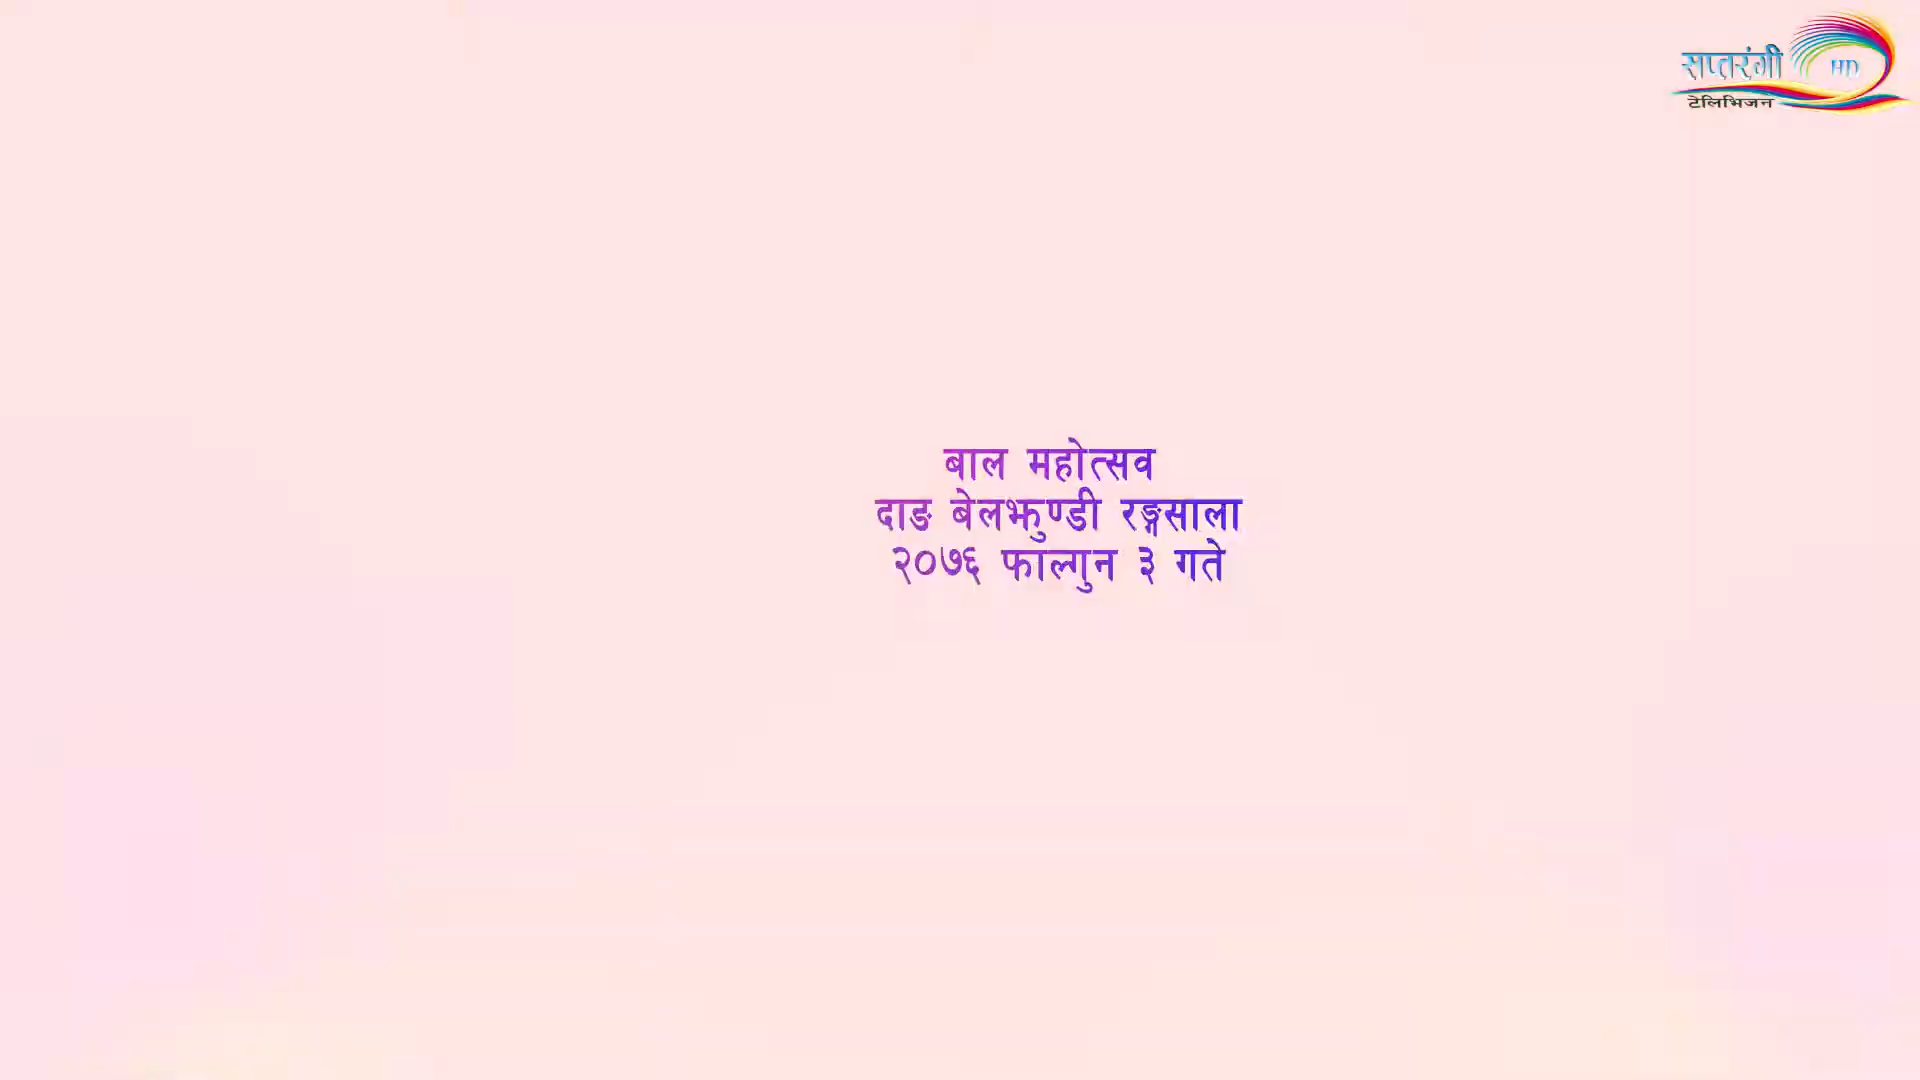 सप्तरंगी HD
टेलिभिजन
बाल महोत्सव
दाङ बेलझुण्डी रङ्गसाला
२०७६ फाल्गुन ३ गते